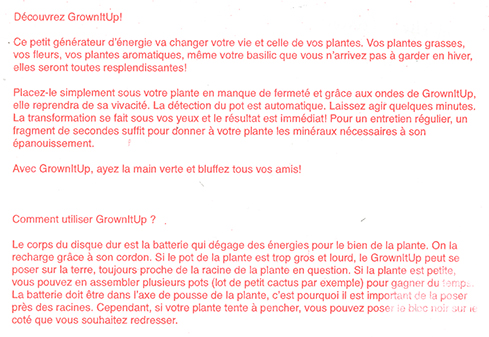 Découvrez GrownItUp!
Ce petit générateur d'énergie va changer votre vie et celle de vos plantes. Vos plantes grasses,
vos fleurs, vos plantes aromatiques, même votre basilic que vous n'arrivez pas à garder en hiver,
elles seront toutes resplendissantes!
Placez-le simplement sous votre plante en manque de fermeté et grâce aux ondes de GrownItUp,
elle reprendra de sa vivacité. La détection du pot est automatique. Laissez agir quelques minutes.
La transformation se fait sous vos yeux et le résultat est immédiat! Pour un entretien régulier, un
fragment de secondes suffit pour donner à votre plante les minéraux nécessaires à son
épanouissement.
Avec GrownItUp, ayez la main verte et bluffez tous vos amis!
Comment utiliser GrownItUp ?
Le corps du disque dur est la batterie qui dégage des énergies pour le bien de la plante. On la
recharge grâce à son cordon. Si le pot de la plante est trop gros et lourd, le GrownItUp peut se
poser sur la terre, toujours proche de la racine de la plante en question. Si la plante est petite,
vous pouvez en assembler plusieurs pots (lot de petit cactus par exemple) pour gagner du temps.
La batterie doit être dans l'axe de pousse de la plante, c'est pourquoi il est important de la poser
près des racines. Cependant, si votre plante tente à pencher, vous pouvez poser le bloc noir sur le
coté que vous souhaitez redresser.